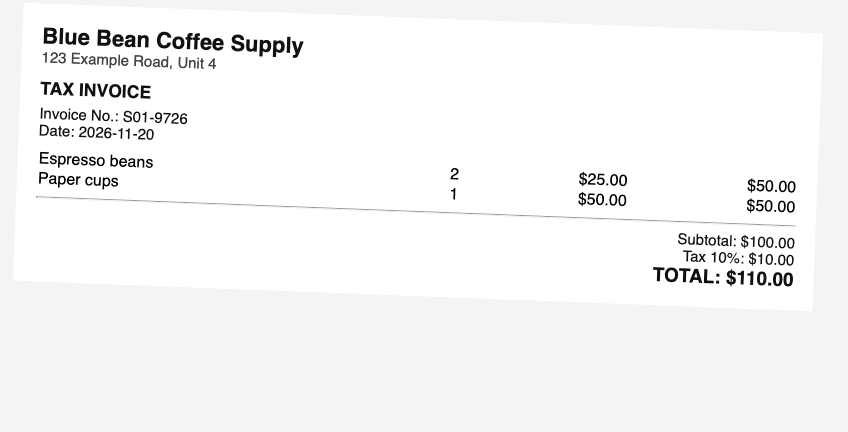 Blue Bean Coffee Supply
123 Example Road, Unit 4
TAX INVOICE
Invoice No.: S01-9726
Date: 2026-11-20
Espresso beans 2 $25.00 $50.00
Paper cups 1 $50.00 $50.00
Subtotal: $100.00
Tax 10%: $10.00
TOTAL: $110.00